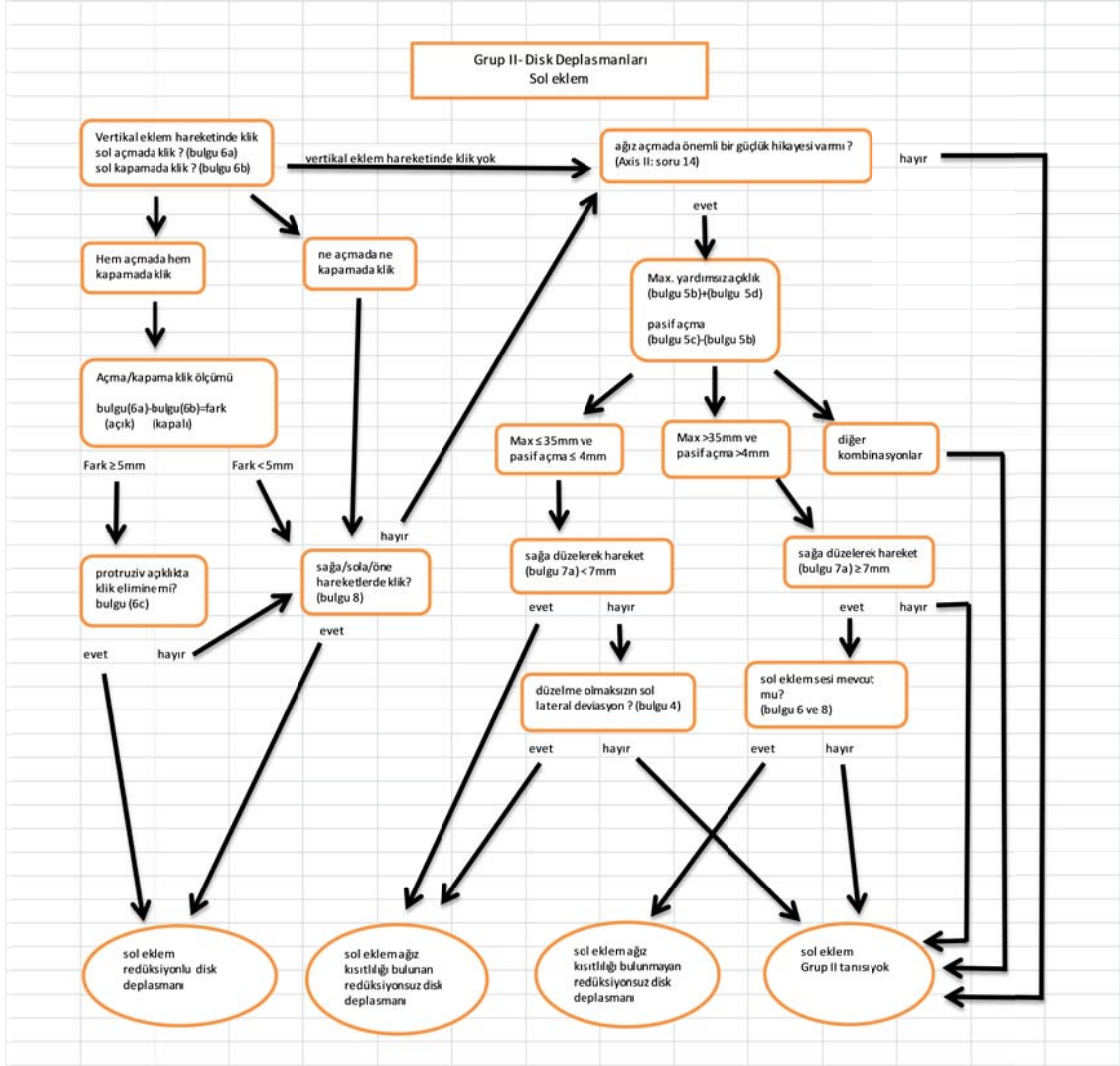 Grup II- Disk Deplasmanları
Sol eklem
Vertikal eklem hareketinde klik
sol açmada klik ? (bulgu 6a)
sol kapamada klik ? (bulgu 6b)
vertikal eklem hareketinde klik yok
ağız açmada önemli bir güçlük hikayesi varmı ?
(Axis II: soru 14)
hayır
evet
Hem açmada hem
kapamada klik
ne açmada ne
kapamada klik
Max. yardımsız açıklık
(bulgu 5b)+(bulgu 5d)
pasif açma
(bulgu 5c)-(bulgu 5b)
Açma/kapama klik ölçümü
bulgu(6a)-bulgu(6b)=fark
(açık) (kapalı)
Fark ≥ 5mm
Fark < 5mm
Max ≤ 35mm ve
pasif açma ≤ 4mm
Max >35mm ve
pasif açma >4mm
diğer
kombinasyonlar
hayır
protruziv açıklıkta
klik elimine mi?
bulgu (6c)
sağa/sola/öne
hareketlerde klik?
(bulgu 8)
sağa düzelerek hareket
(bulgu 7a) < 7mm
sağa düzelerek hareket
(bulgu 7a) ≥ 7mm
evet
hayır
evet
evet
hayır
evet
hayır
düzelme olmaksızın sol
lateral deviasyon ? (bulgu 4)
sol eklem sesi mevcut
mu?
(bulgu 6 ve 8)
evet
hayır
evet
hayır
sol eklem
redüksiyonlu disk
deplasmanı
sol eklem ağız
kısıtlılığı bulunan
redüksiyonsuz disk
deplasmanı
sol eklem ağız
kısıtlılığı bulunmayan
redüksiyonsuz disk
deplasmanı
sol eklem
Grup II tanısı yok